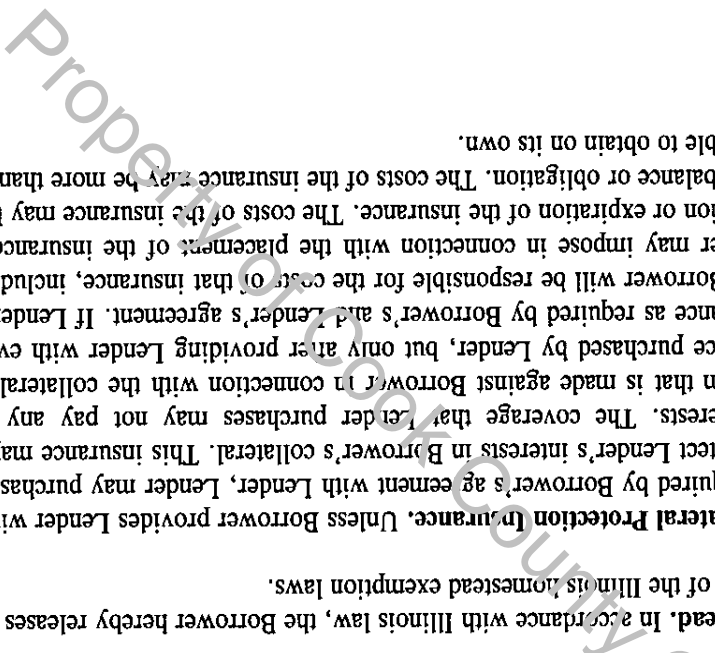 ead. In accordance with Illinois law, the Borrower hereby releases
of the Illinois homestead exemption laws.
ateral Protection Insurance. Unless Borrower provides Lender wi
quired by Borrower's agreement with Lender, Lender may purchas
tect Lender's interests in Borrower's collateral. This insurance ma
erests. The coverage that Lender purchases may not pay any
n that is made against Borrower in connection with the collateral
ce purchased by Lender, but only after providing Lender with ev
ance as required by Borrower's and Lender's agreement. If Lende
Borrower will be responsible for the costs of that insurance, includ
er may impose in connection with the placement of the insuranc
ion or expiration of the insurance. The costs of the insurance may
balance or obligation. The costs of the insurance may be more than
ble to obtain on its own.
Property of Cook County